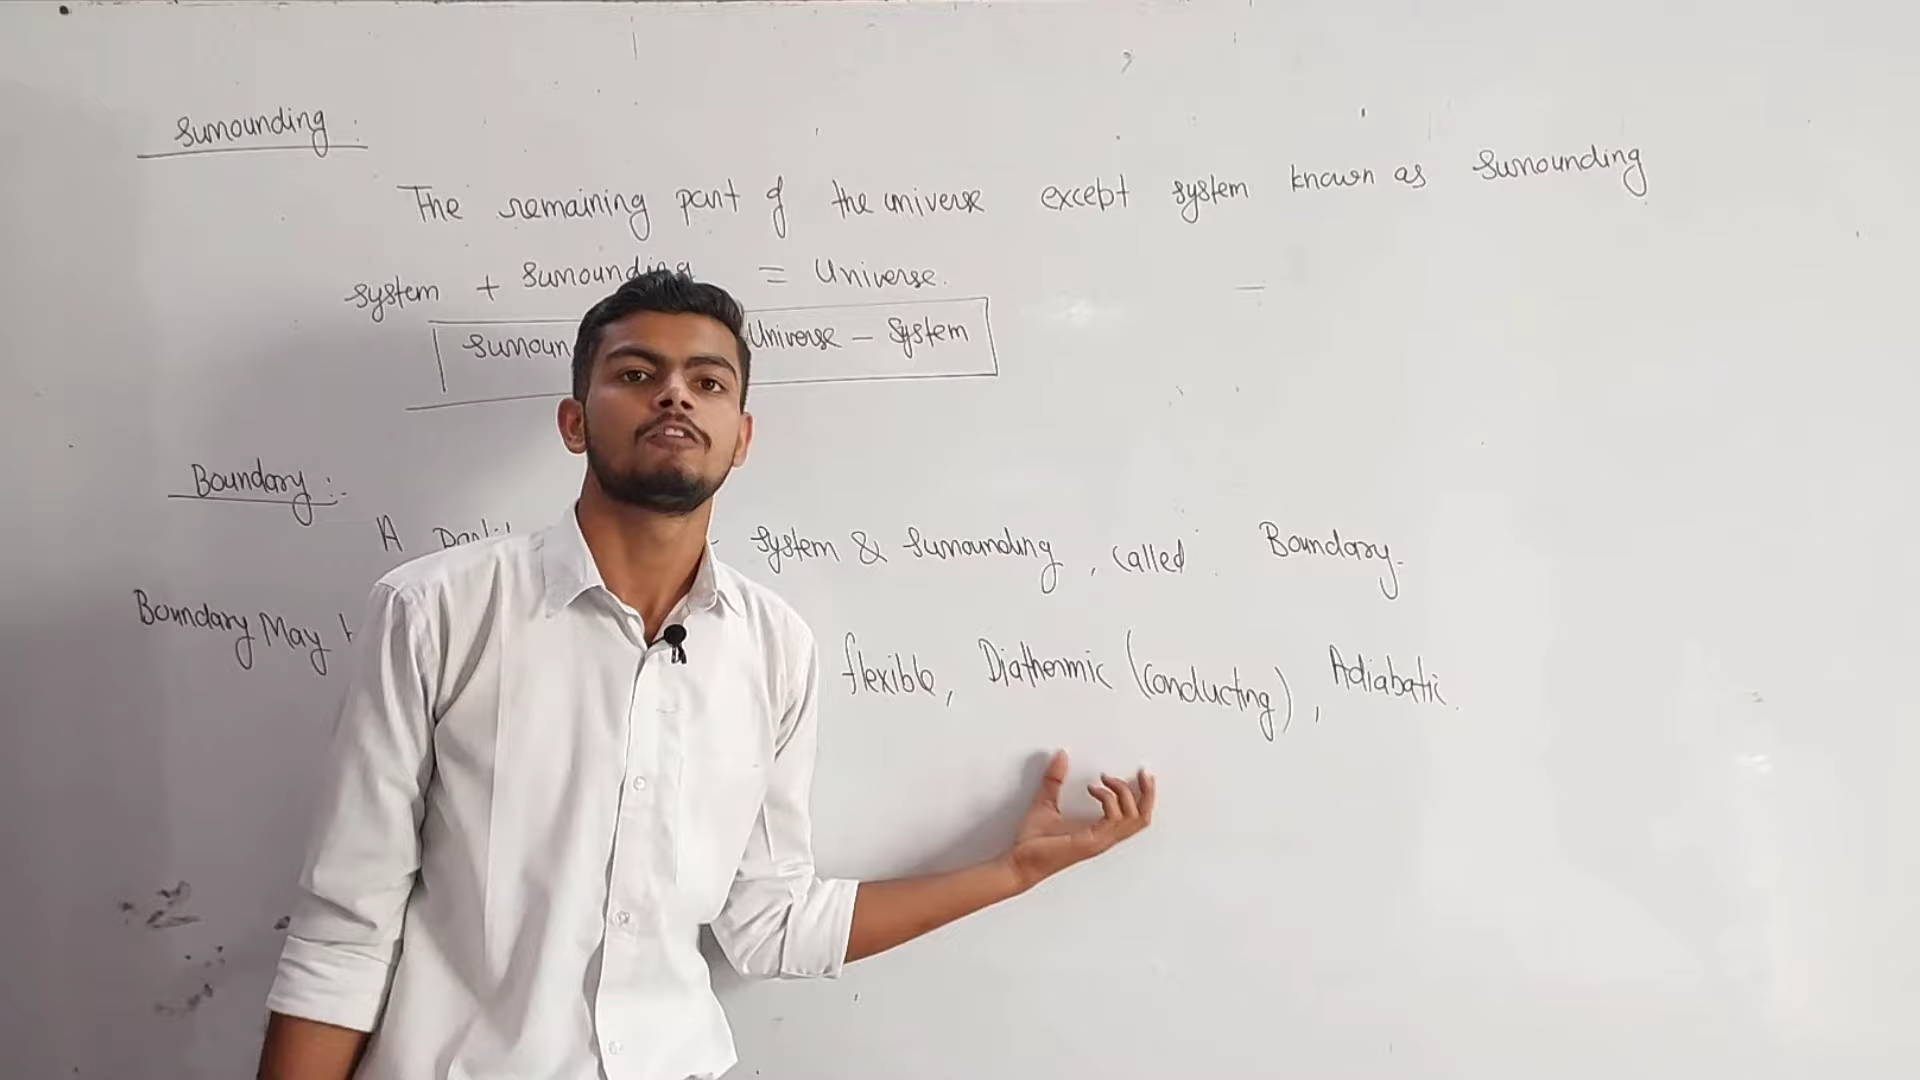 Surrounding :
The remaining part of the universe except system known as Surrounding
System + Surrounding = Universe.
Universe – System
Boundary :-
A System & Surrounding, called Boundary.
Boundary May flexible, Diathermic (Conducting), Adiabatic.